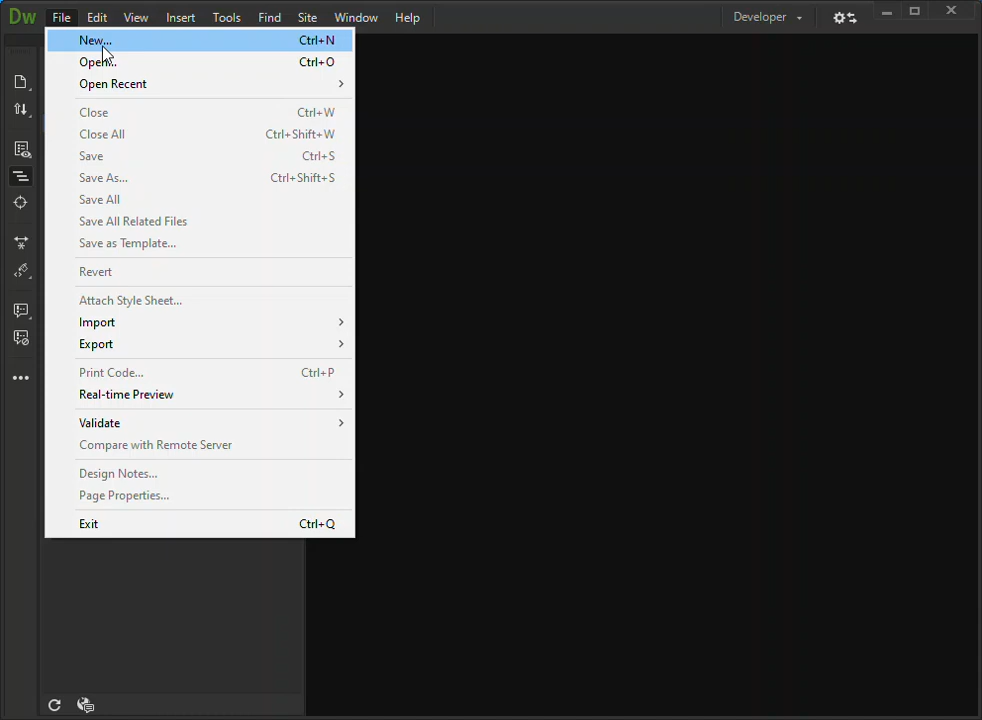 Dw File Edit View Insert Tools Find Site Window Help Developer
New... Ctrl+N
Open... Ctrl+O
Open Recent
Close Ctrl+W
Close All Ctrl+Shift+W
Save Ctrl+S
Save As... Ctrl+Shift+S
Save All
Save All Related Files
Save as Template...
Revert
Attach Style Sheet...
Import
Export
Print Code... Ctrl+P
Real-time Preview
Validate
Compare with Remote Server
Design Notes...
Page Properties...
Exit Ctrl+Q